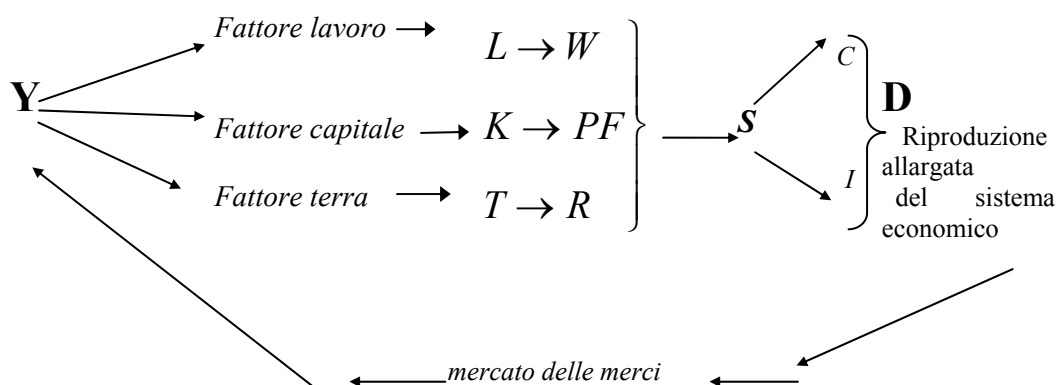 Fattore lavoro
L → W
C
Y
S
D
Fattore capitale
K → PF
Riproduzione
allargata
del sistema
economico
I
Fattore terra
T → R
mercato delle merci